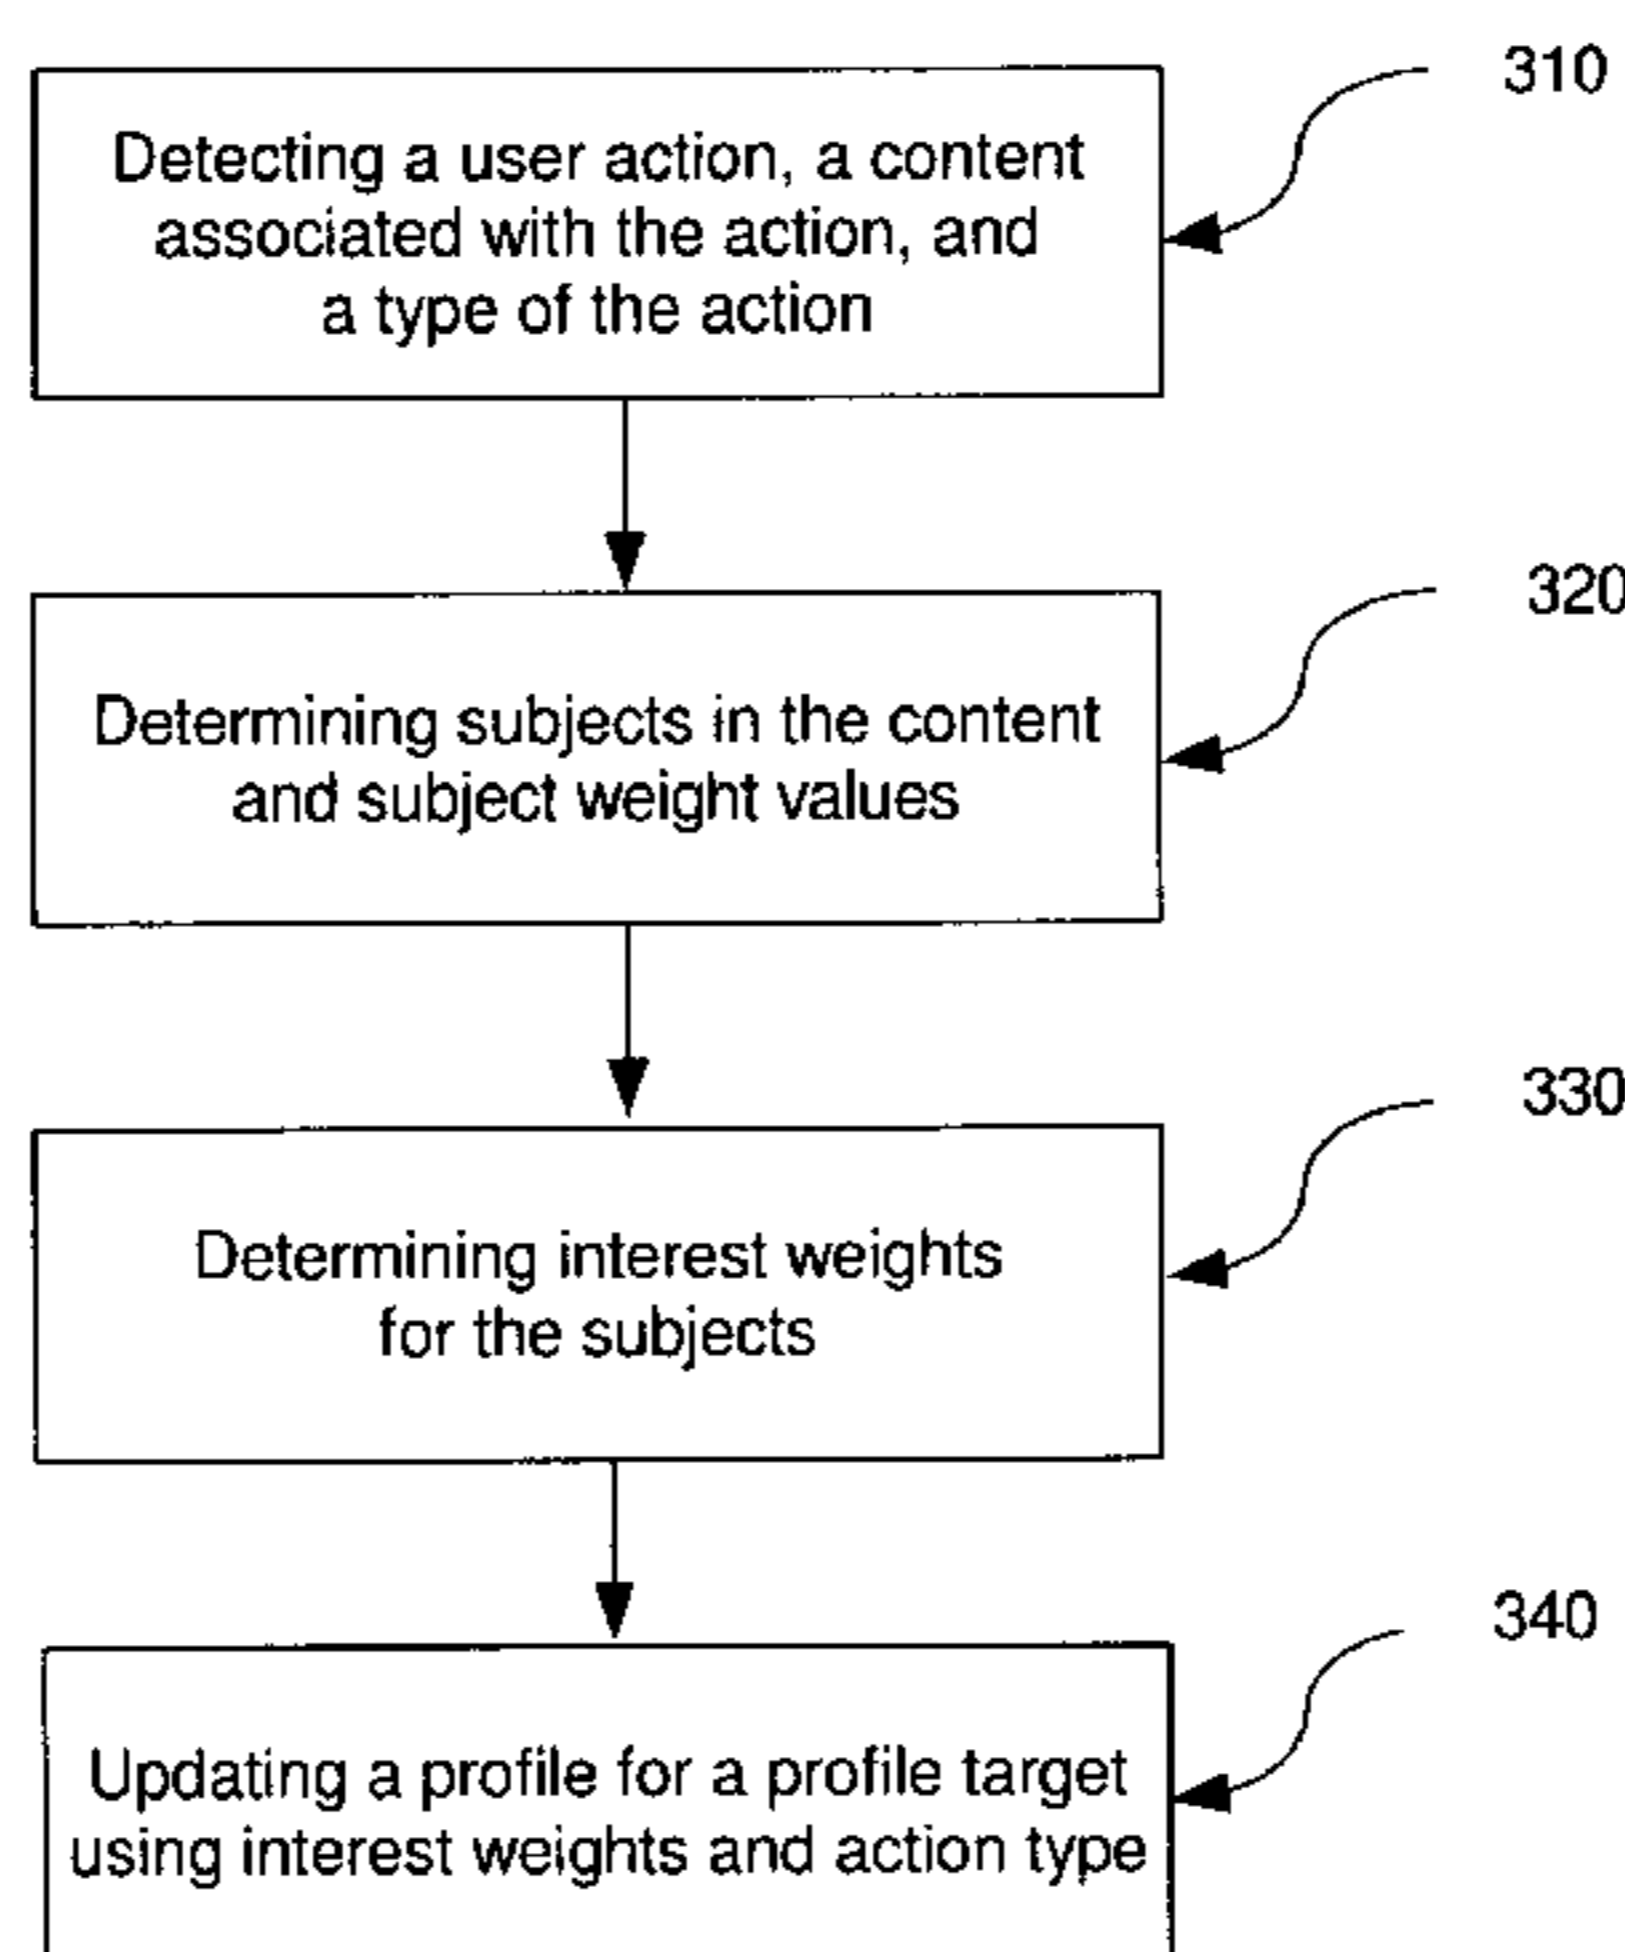 310
Detecting a user action, a content
associated with the action, and
a type of the action
320
Determining subjects in the content
and subject weight values
330
Determining interest weights
for the subjects
340
Updating a profile for a profile target
using interest weights and action type